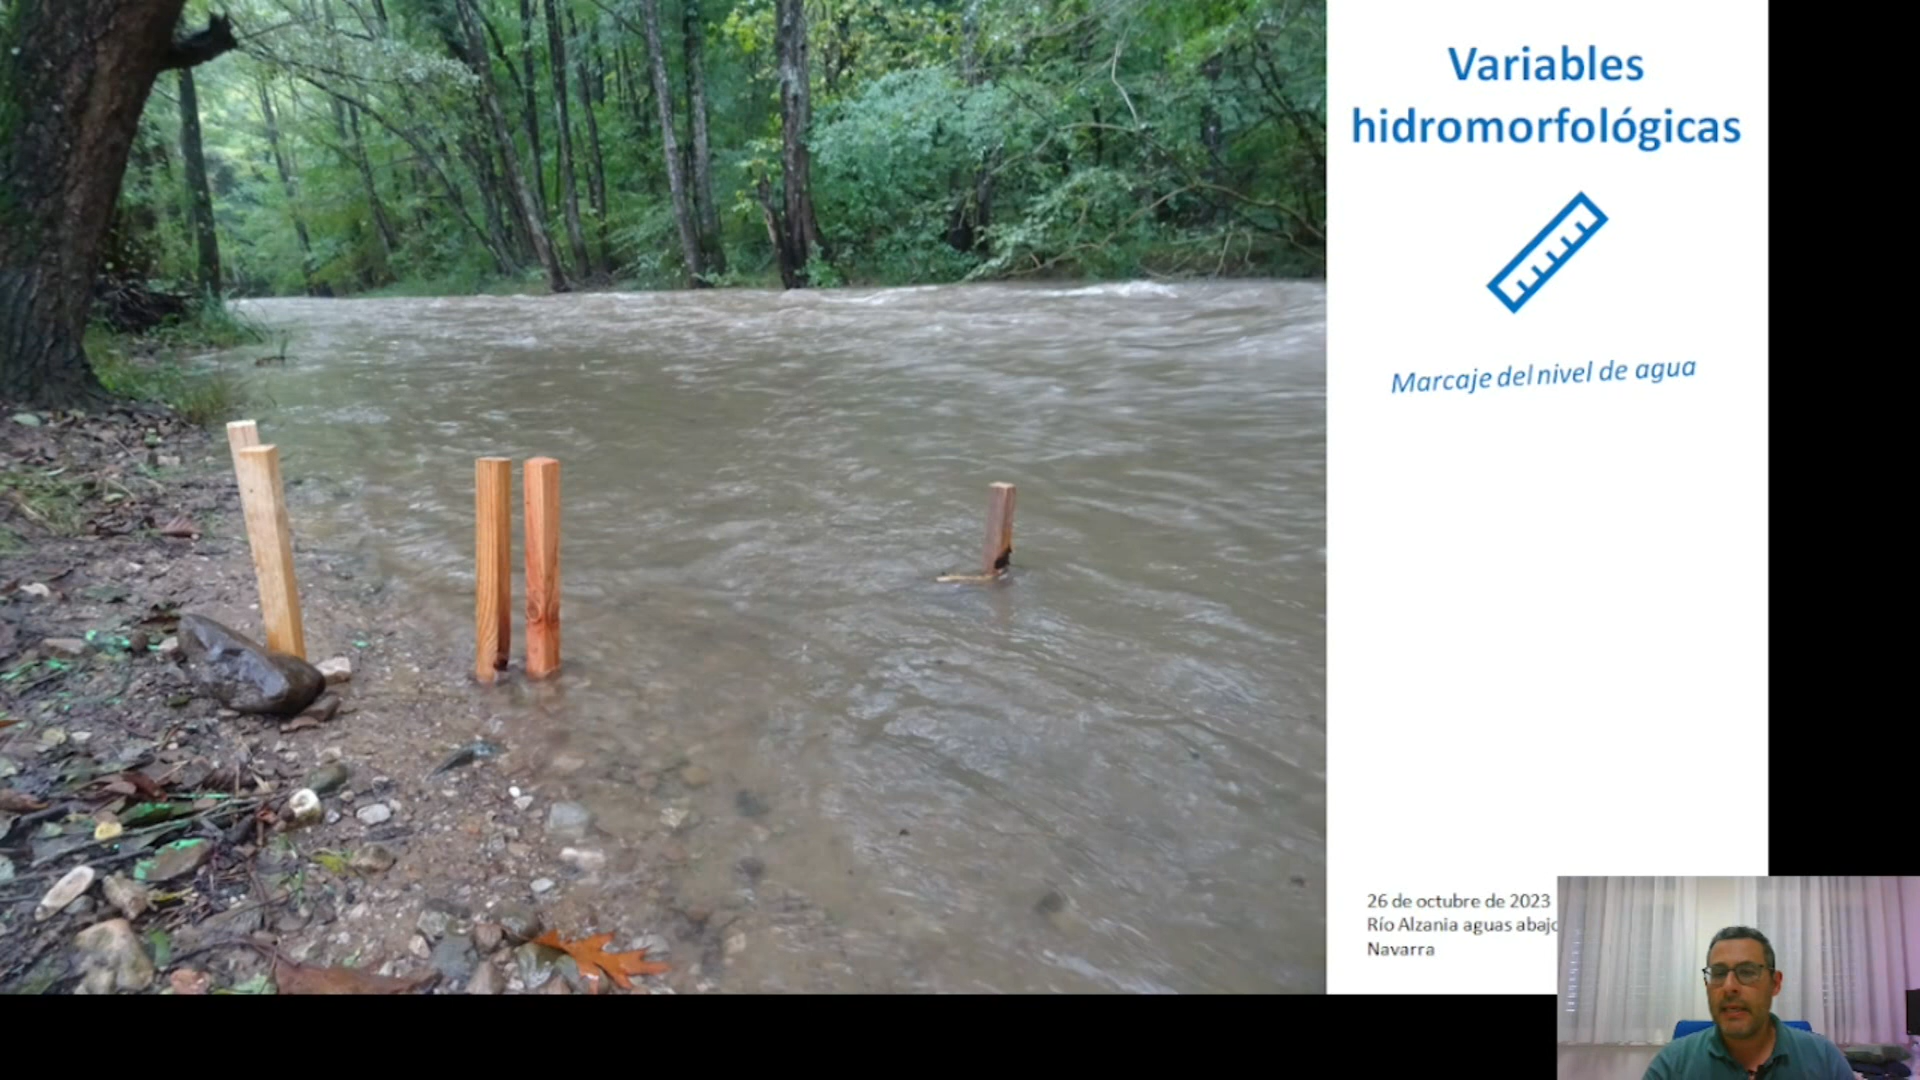 Variables
hidromorfológicas
Marcaje del nivel de agua
26 de octubre de 2023
Río Alzania aguas abajo
Navarra